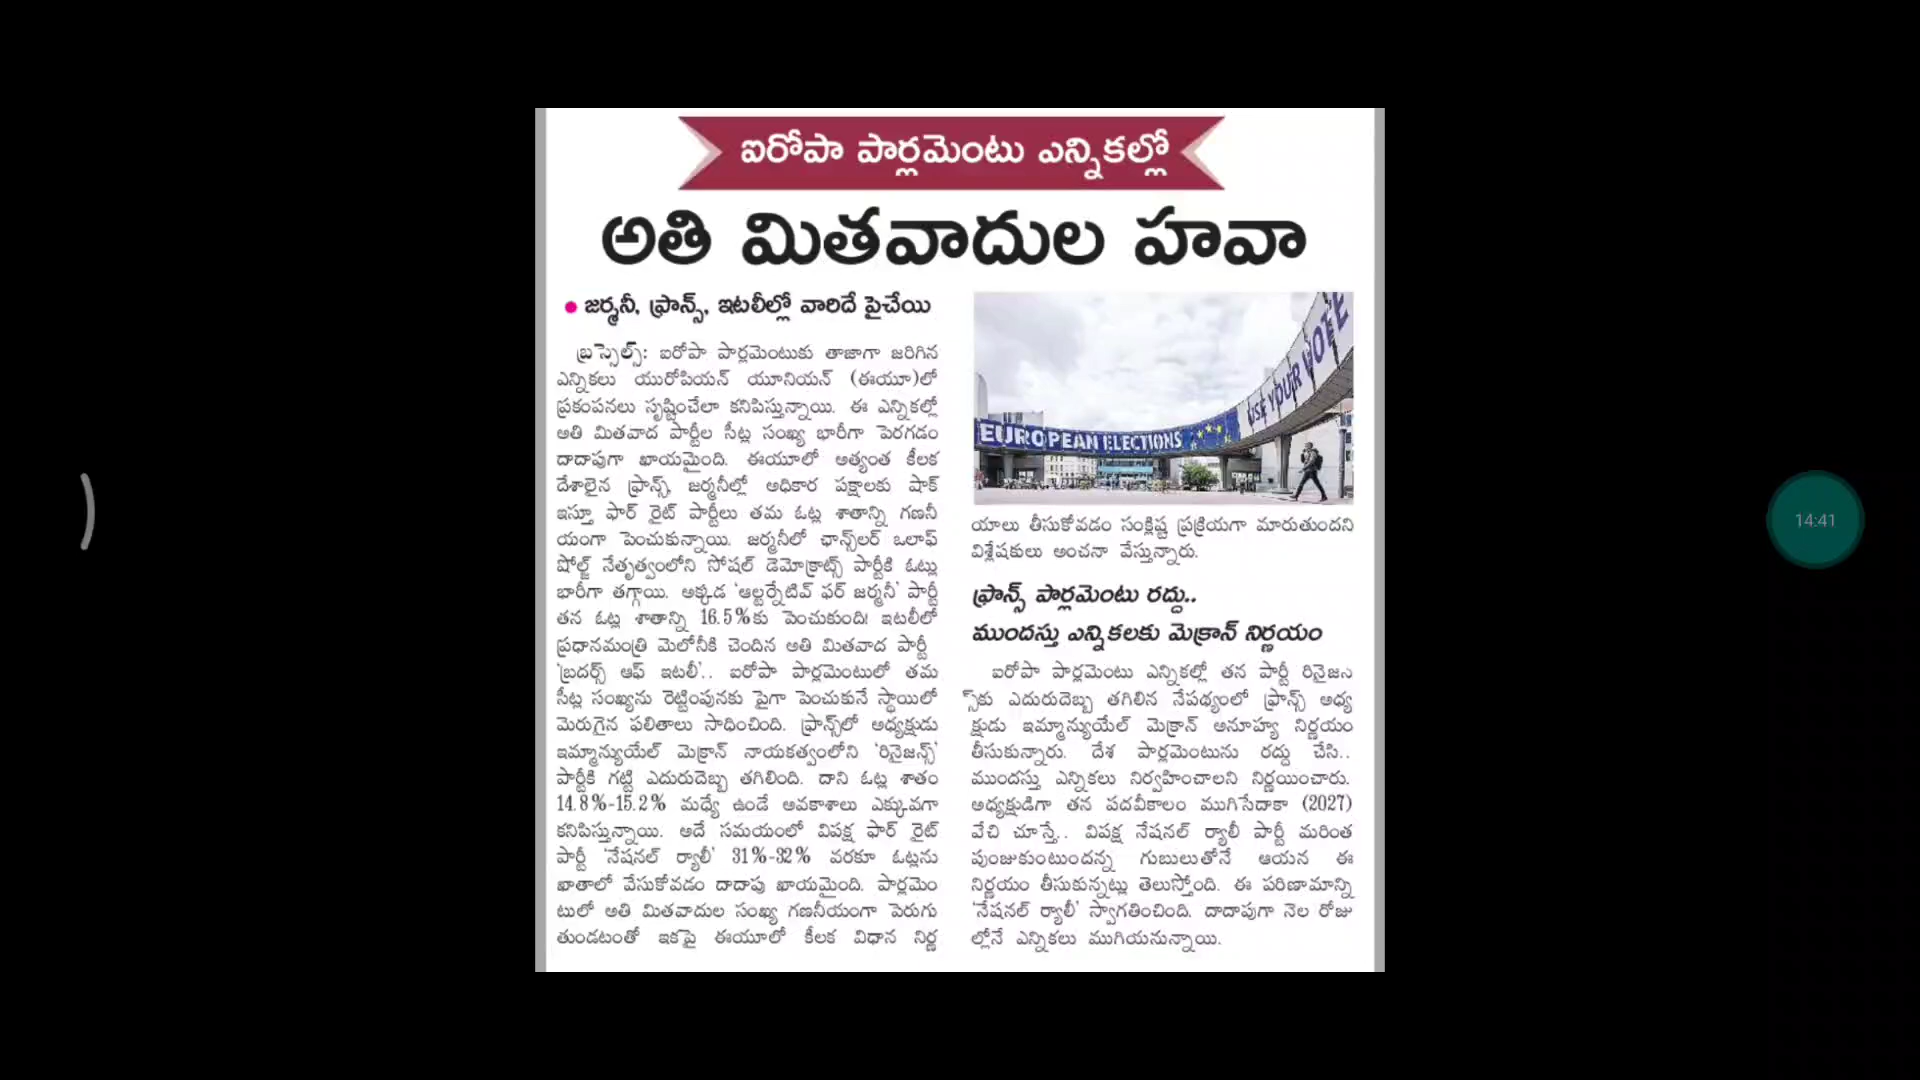 ఐరోపా పార్లమెంటు ఎన్నికల్లో
అతి మితవాదుల హవా
● జర్మనీ, ఫ్రాన్స్, ఇటలీల్లో వారిదే పైచేయి
బ్రస్సెల్స్: ఐరోపా పార్లమెంటుకు తాజాగా జరిగిన
ఎన్నికలు యురోపియన్ యూనియన్ (ఈయూ)లో
ప్రకంపనలు సృష్టించేలా కనిపిస్తున్నాయి. ఈ ఎన్నికల్లో
అతి మితవాద పార్టీల సీట్ల సంఖ్య భారీగా పెరగడం
దాదాపుగా ఖాయమైంది. ఈయూలో అత్యంత కీలక
దేశాలైన ఫ్రాన్స్, జర్మనీల్లో అధికార పక్షాలకు షాక్
ఇస్తూ ఫార్ రైట్ పార్టీలు తమ ఓట్ల శాతాన్ని గణనీ
యంగా పెంచుకున్నాయి. జర్మనీలో ఛాన్స్‌లర్ ఒలాఫ్
షోల్జ్ నేతృత్వంలోని సోషల్ డెమోక్రాట్స్ పార్టీకి ఓట్లు
భారీగా తగ్గాయి. అక్కడ ‘ఆల్టర్నేటివ్ ఫర్ జర్మనీ’ పార్టీ
తన ఓట్ల శాతాన్ని 16.5%కు పెంచుకుంది! ఇటలీలో
ప్రధానమంత్రి మెలోనీకి చెందిన అతి మితవాద పార్టీ
‘బ్రదర్స్ ఆఫ్ ఇటలీ’.. ఐరోపా పార్లమెంటులో తమ
సీట్ల సంఖ్యను రెట్టింపునకు పైగా పెంచుకునే స్థాయిలో
మెరుగైన ఫలితాలు సాధించింది. ఫ్రాన్స్‌లో అధ్యక్షుడు
ఇమ్మాన్యుయేల్ మెక్రాన్ నాయకత్వంలోని ‘రినైజన్స్’
పార్టీకి గట్టి ఎదురుదెబ్బ తగిలింది. దాని ఓట్ల శాతం
14.8%-15.2% మధ్యే ఉండే అవకాశాలు ఎక్కువగా
కనిపిస్తున్నాయి. అదే సమయంలో విపక్ష ఫార్ రైట్
పార్టీ ‘నేషనల్ ర్యాలీ’ 31%-32% వరకూ ఓట్లను
ఖాతాలో వేసుకోవడం దాదాపు ఖాయమైంది. పార్లమెం
టులో అతి మితవాదుల సంఖ్య గణనీయంగా పెరుగు
తుండటంతో ఇకపై ఈయూలో కీలక విధాన నిర్ణ
EUROPEAN ELECTIONS
USE YOUR VOTE
యాలు తీసుకోవడం సంక్లిష్ట ప్రక్రియగా మారుతుందని
విశ్లేషకులు అంచనా వేస్తున్నారు.
ఫ్రాన్స్ పార్లమెంటు రద్దు..
ముందస్తు ఎన్నికలకు మెక్రాన్ నిర్ణయం
ఐరోపా పార్లమెంటు ఎన్నికల్లో తన పార్టీ రినైజన
్స్‌కు ఎదురుదెబ్బ తగిలిన నేపథ్యంలో ఫ్రాన్స్ అధ్య
క్షుడు ఇమ్మాన్యుయేల్ మెక్రాన్ అనూహ్య నిర్ణయం
తీసుకున్నారు. దేశ పార్లమెంటును రద్దు చేసి..
ముందస్తు ఎన్నికలు నిర్వహించాలని నిర్ణయించారు.
అధ్యక్షుడిగా తన పదవీకాలం ముగిసేదాకా (2027)
వేచి చూస్తే.. విపక్ష నేషనల్ ర్యాలీ పార్టీ మరింత
పుంజుకుంటుందన్న గుబులుతోనే ఆయన ఈ
నిర్ణయం తీసుకున్నట్లు తెలుస్తోంది. ఈ పరిణామాన్ని
‘నేషనల్ ర్యాలీ’ స్వాగతించింది. దాదాపుగా నెల రోజు
ల్లోనే ఎన్నికలు ముగియనున్నాయి.
14:41